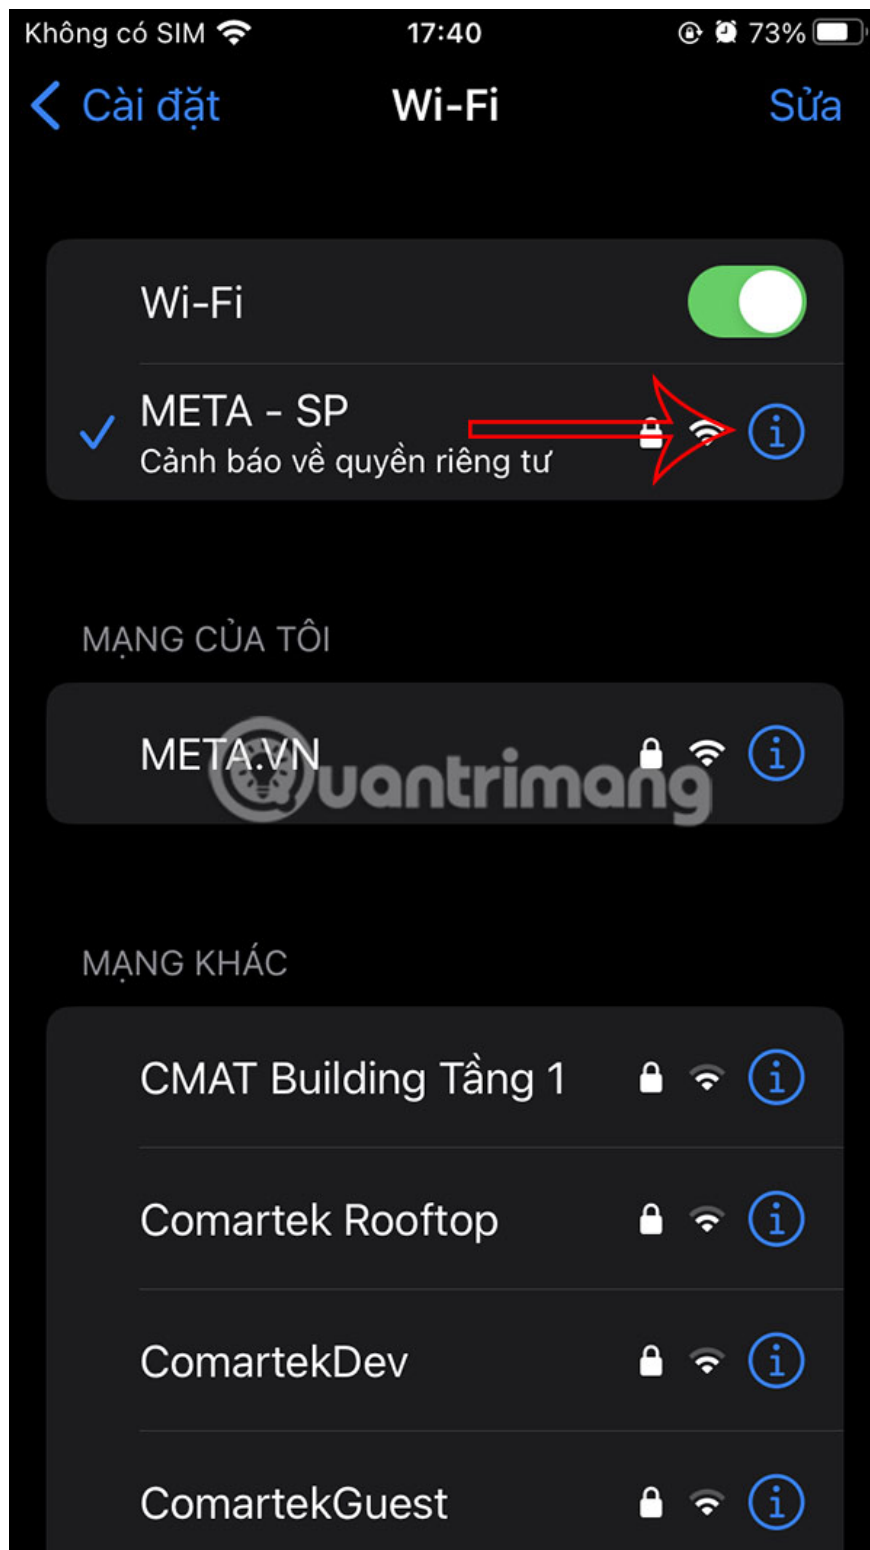 Không có SIM
17:40
73%
Cài đặt
Wi-Fi
Sửa
Wi-Fi
META - SP
Cảnh báo về quyền riêng tư
MẠNG CỦA TÔI
META.VN
Quantrimang
MẠNG KHÁC
CMAT Building Tầng 1
Comartek Rooftop
ComartekDev
ComartekGuest